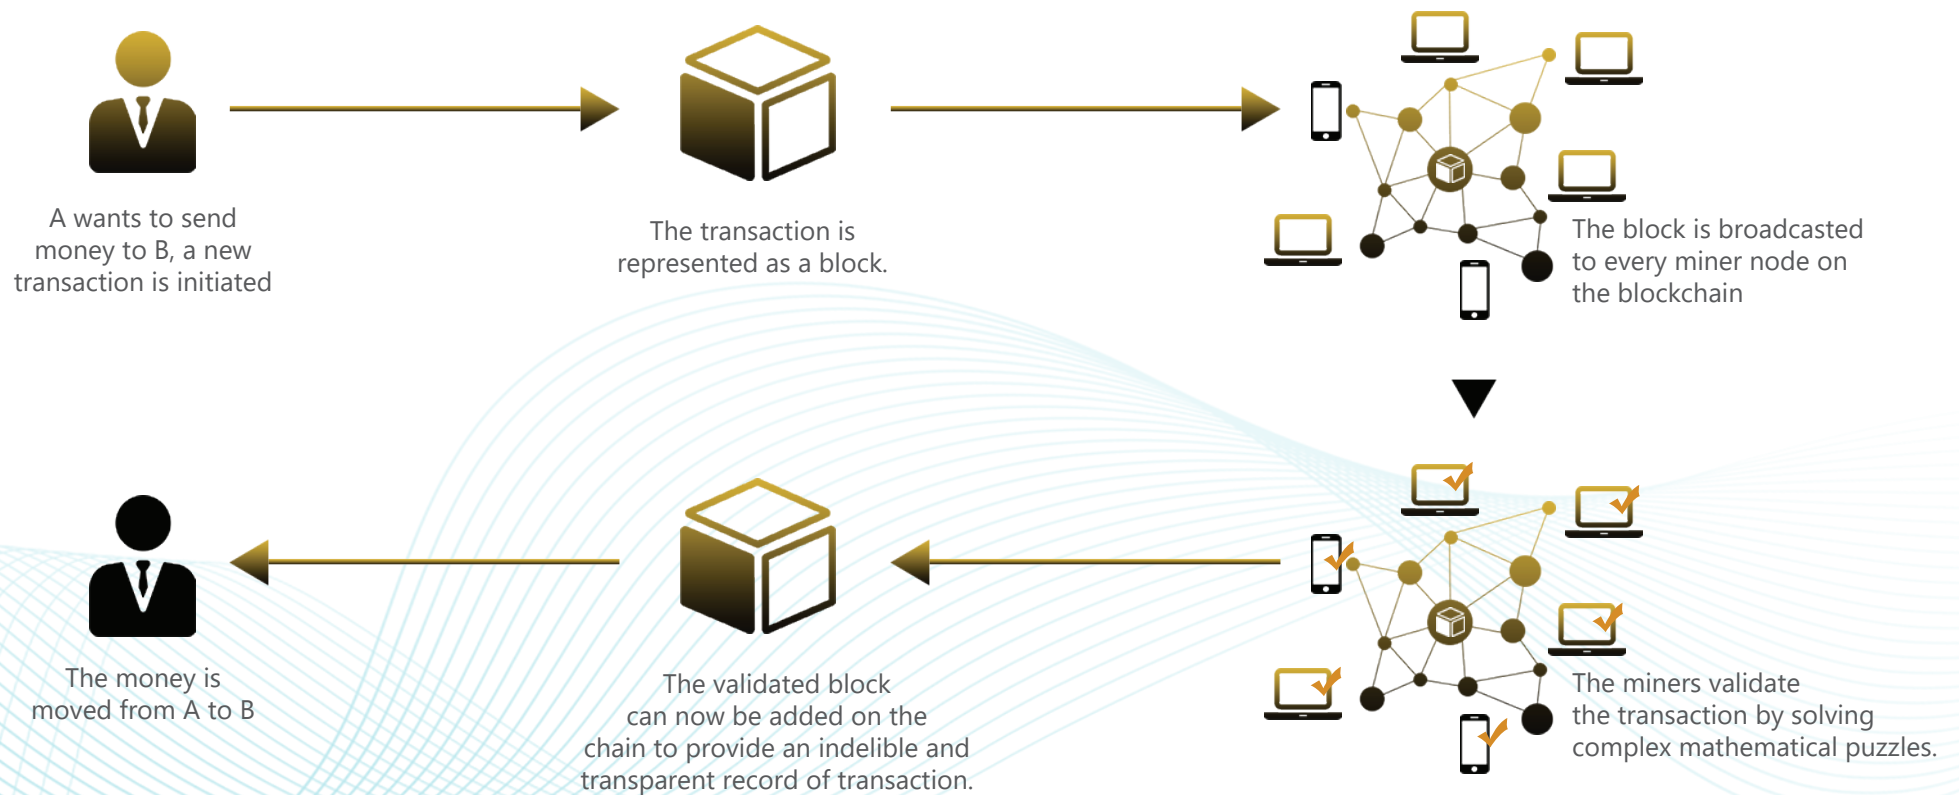 A wants to send
money to B, a new
transaction is initiated
The transaction is
represented as a block.
The block is broadcasted
to every miner node on
the blockchain
The miners validate
the transaction by solving
complex mathematical puzzles.
The validated block
can now be added on the
chain to provide an indelible and
transparent record of transaction.
The money is
moved from A to B